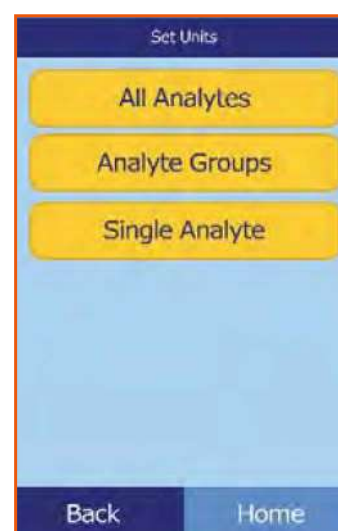 Set Units
All Analytes
Analyte Groups
Single Analyte
Back Home